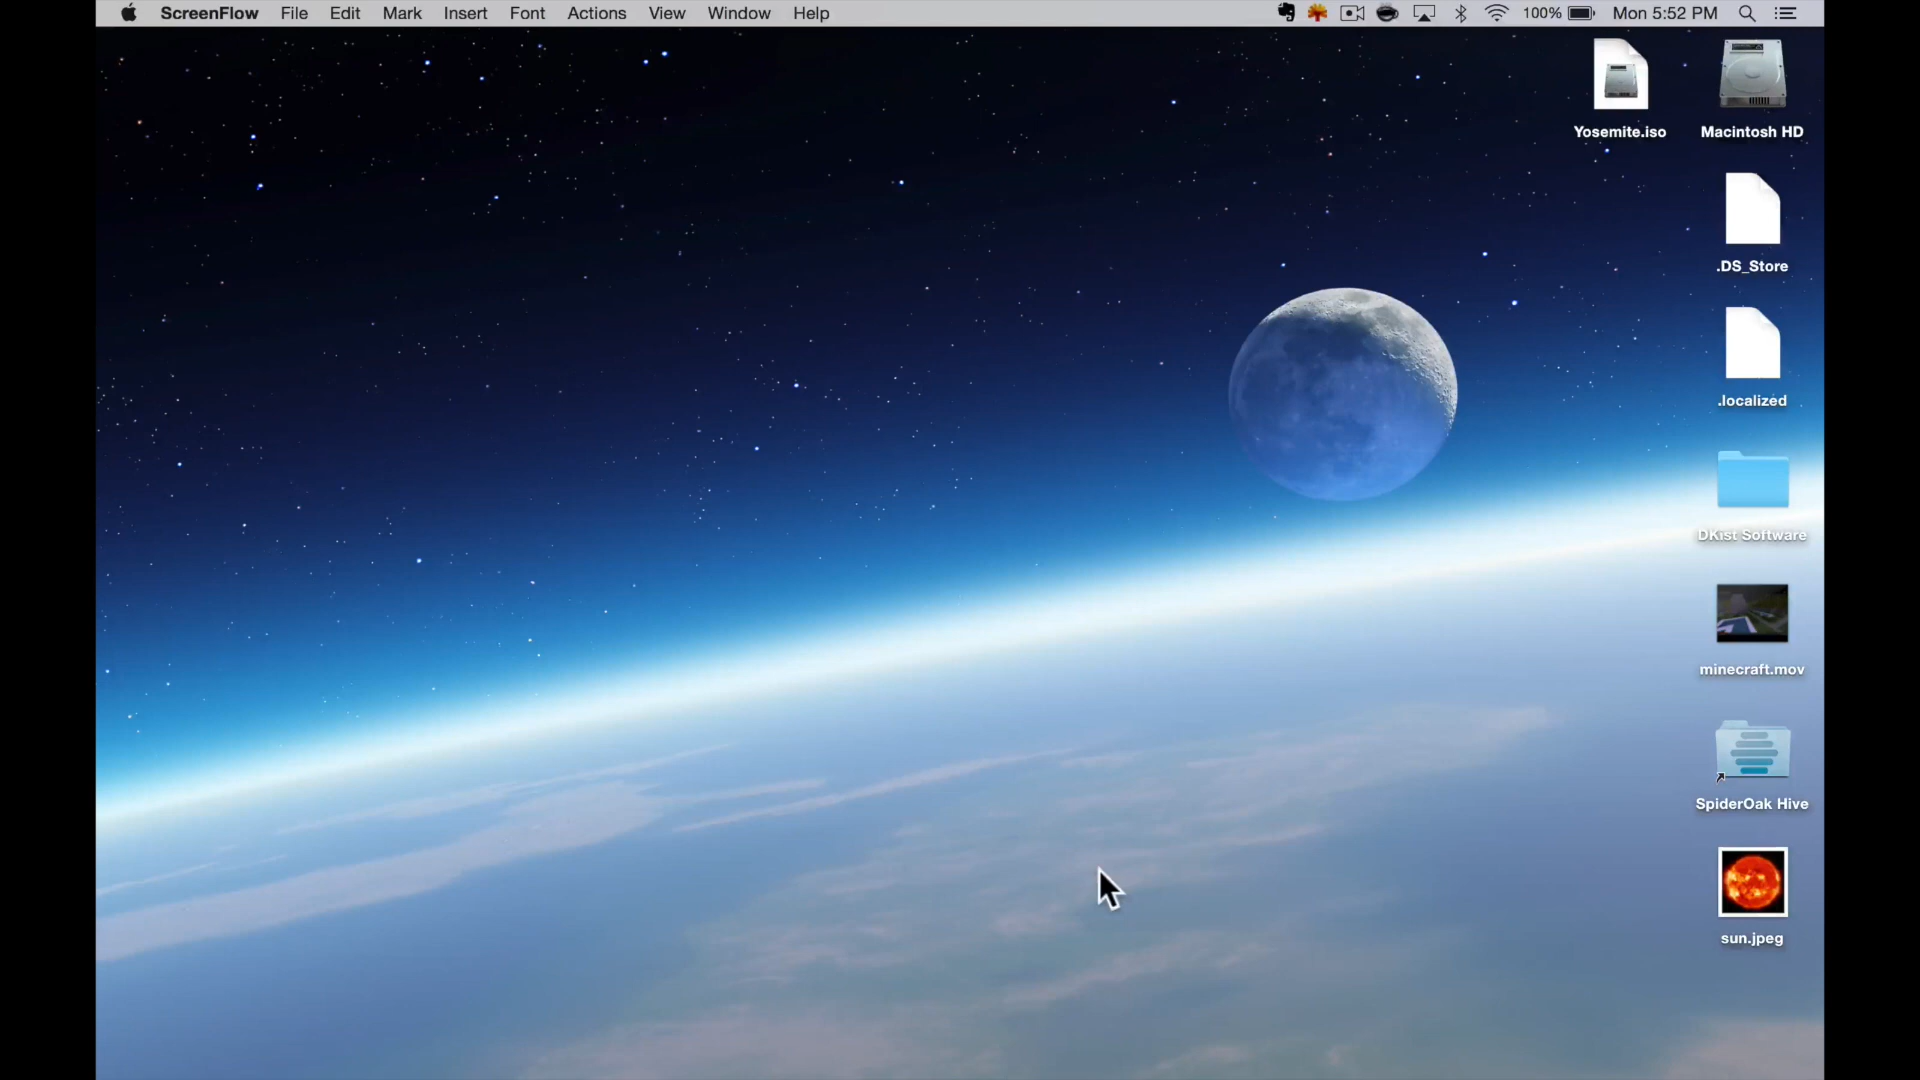 ScreenFlow File Edit Mark Insert Font Actions View Window Help 100% Mon 5:52 PM
Yosemite.iso Macintosh HD
.DS_Store
.localized
DKist Software
minecraft.mov
SpiderOak Hive
sun.jpeg